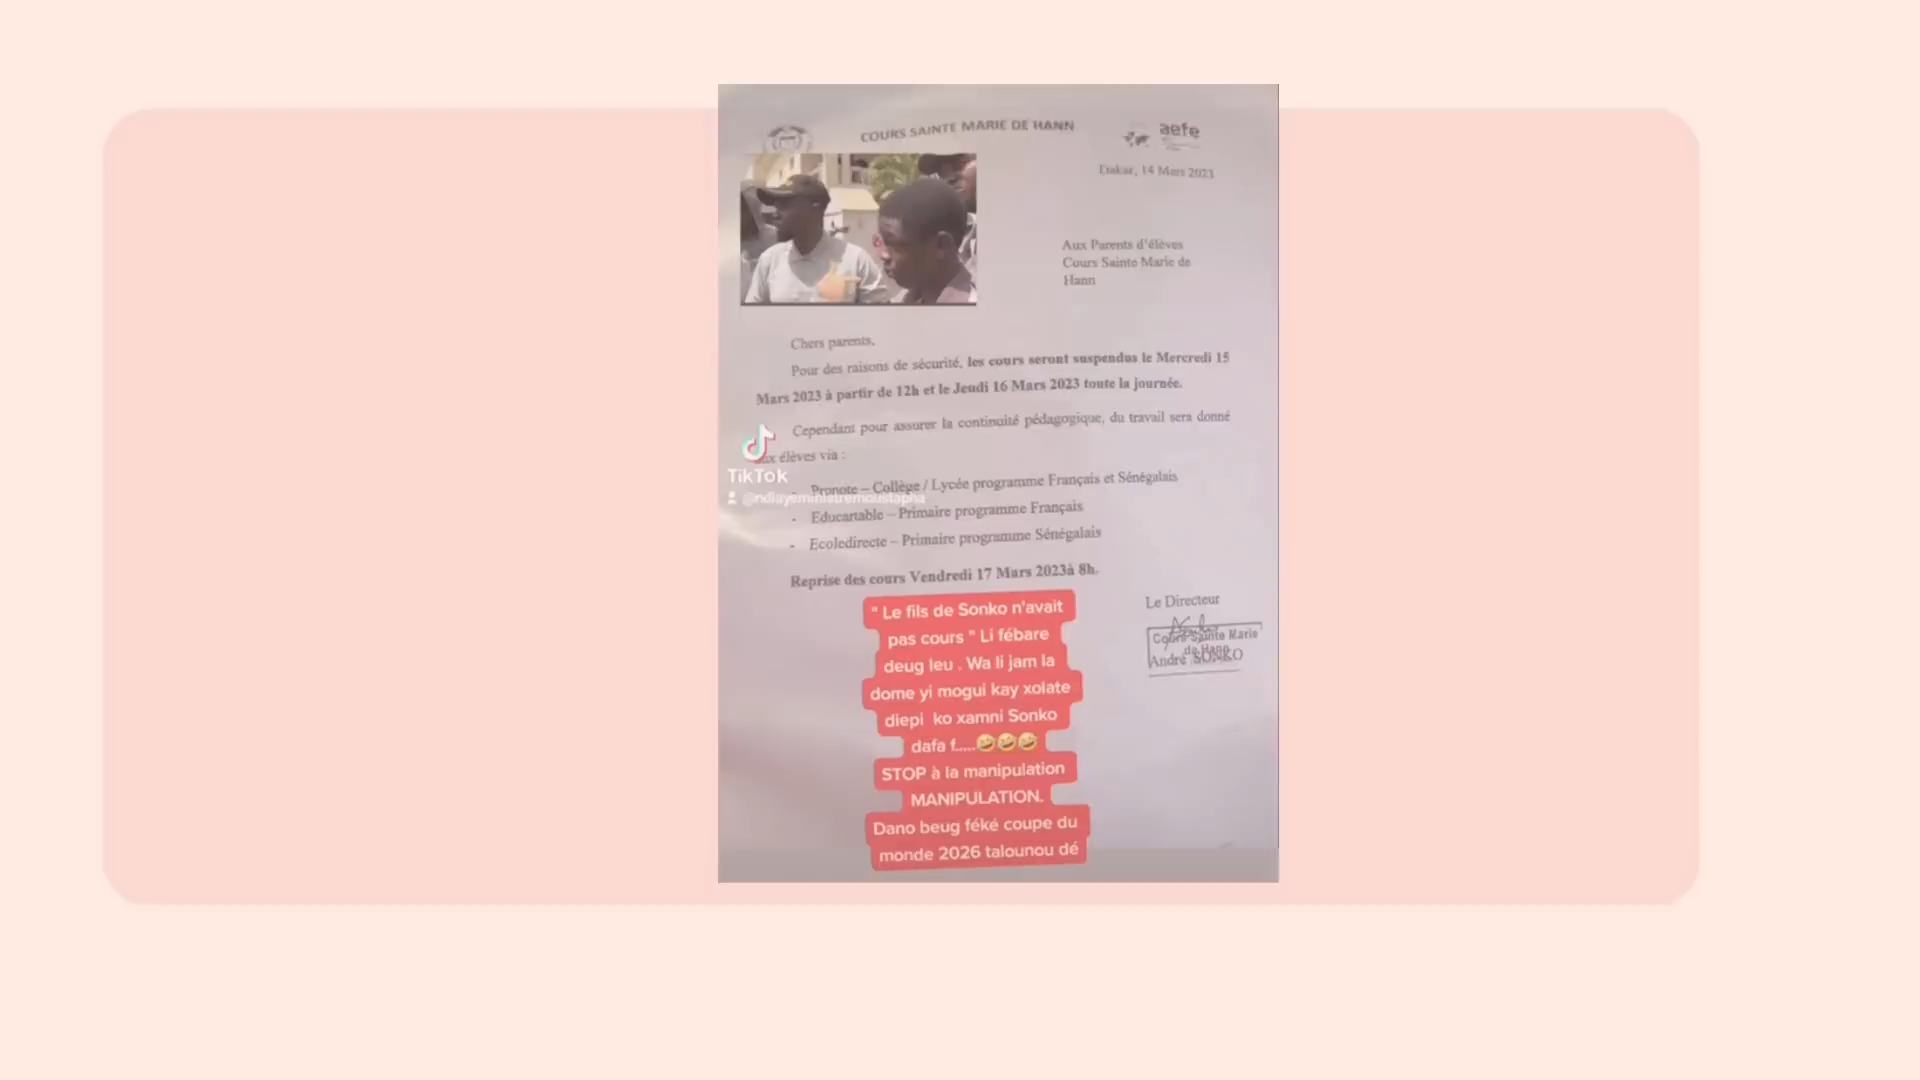 COURS SAINTE MARIE DE HANN
aefe
Dakar, 14 Mars 2023
Aux Parents d'élèves
Cours Sainte Marie de
Hann
Chers parents,
Pour des raisons de sécurité, les cours seront suspendus le Mercredi 15
Mars 2023 à partir de 12h et le Jeudi 16 Mars 2023 toute la journée.
Cependant pour assurer la continuité pédagogique, du travail sera donné
aux élèves via :
TikTok
@ndiayeministremoustapha
- Pronote – Collège / Lycée programme Français et Sénégalais
- Educartable – Primaire programme Français
- Ecoledirecte – Primaire programme Sénégalais
Reprise des cours Vendredi 17 Mars 2023à 8h.
Le Directeur
Cours Sainte Marie
de Hann
André SONKO
" Le fils de Sonko n'avait
pas cours " Li fébare
deug leu . Wa li jam la
dome yi mogui kay xolate
diepi ko xamni Sonko
dafa f.....🤣🤣🤣
STOP à la manipulation
MANIPULATION.
Dano beug féké coupe du
monde 2026 talounou dé